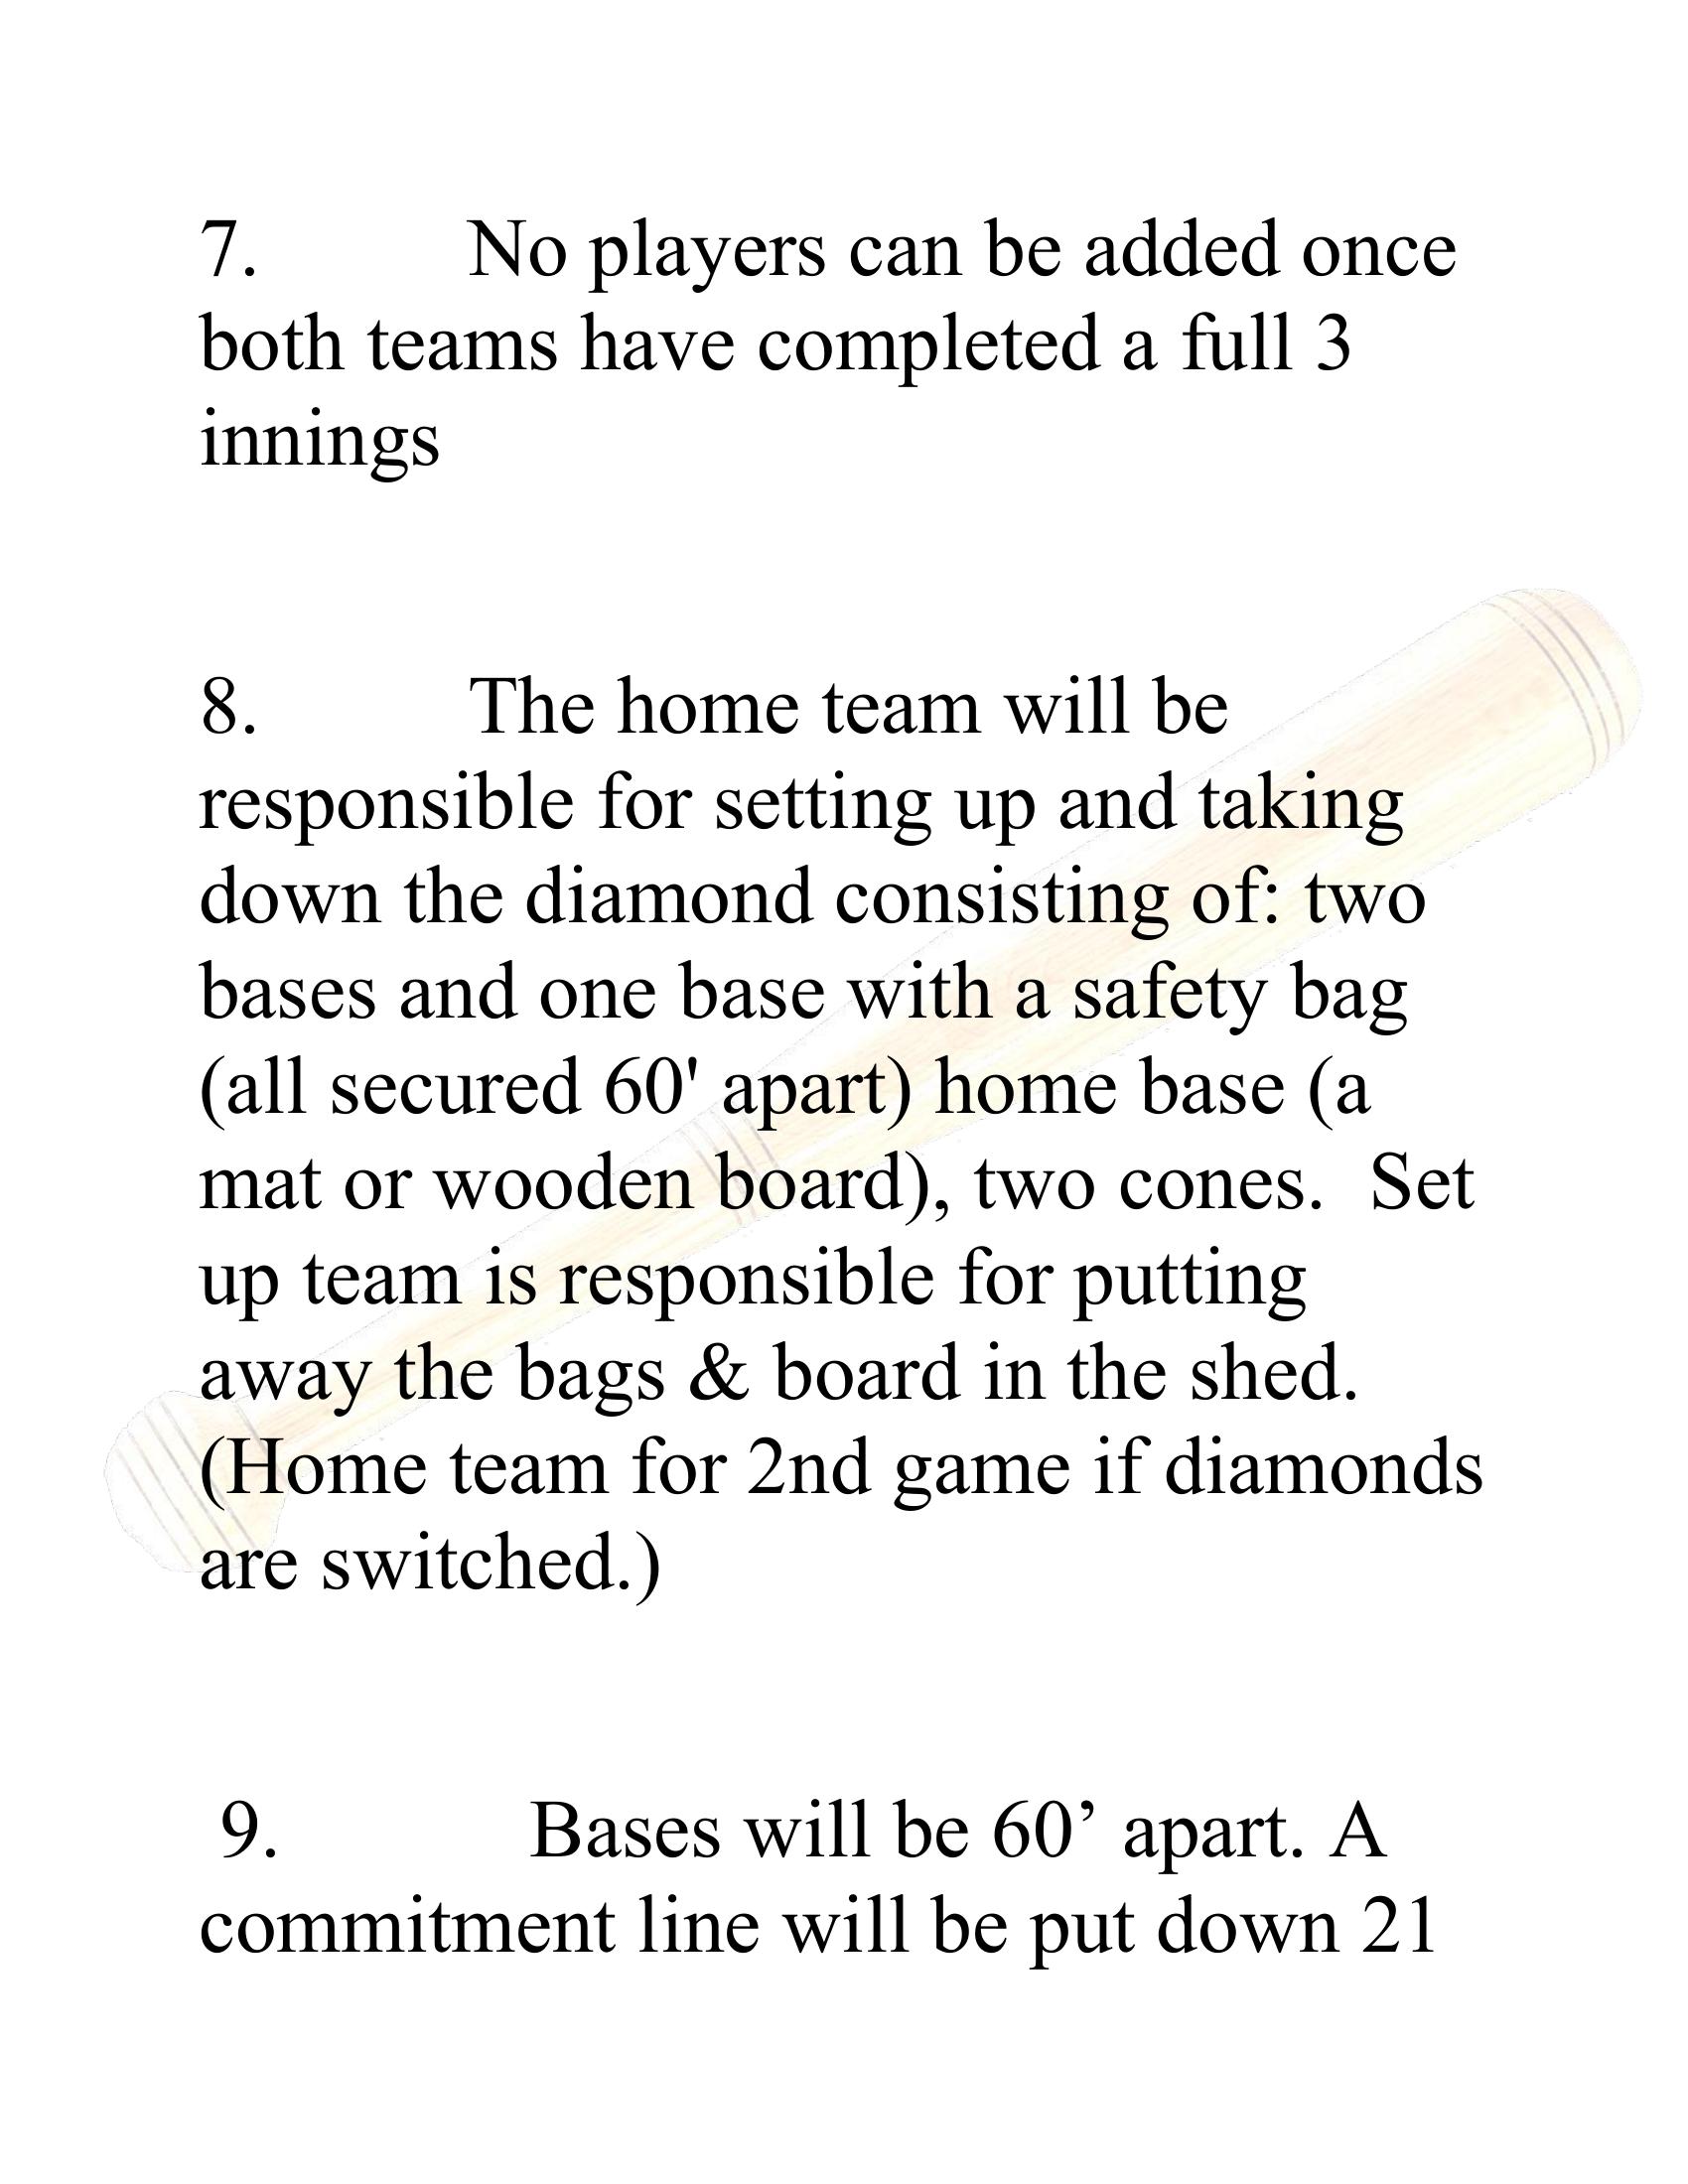 7. No players can be added once
both teams have completed a full 3
innings
8. The home team will be
responsible for setting up and taking
down the diamond consisting of: two
bases and one base with a safety bag
(all secured 60' apart) home base (a
mat or wooden board), two cones.  Set
up team is responsible for putting
away the bags & board in the shed.
(Home team for 2nd game if diamonds
are switched.)
9. Bases will be 60’ apart. A
commitment line will be put down 21